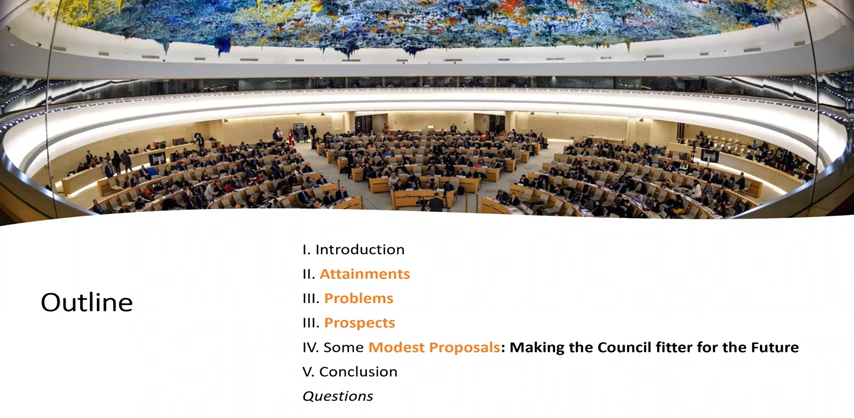 Outline
I. Introduction
II. Attainments
III. Problems
III. Prospects
IV. Some Modest Proposals: Making the Council fitter for the Future
V. Conclusion
Questions